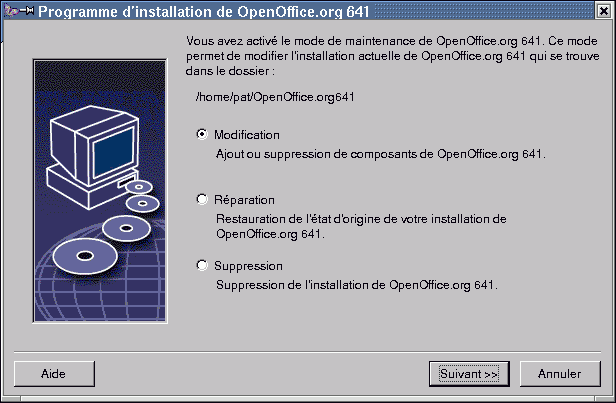 Programme d'installation de OpenOffice.org 641
Vous avez activé le mode de maintenance de OpenOffice.org 641. Ce mode
permet de modifier l'installation actuelle de OpenOffice.org 641 qui se trouve
dans le dossier :
/home/pat/OpenOffice.org641
Modification
Ajout ou suppression de composants de OpenOffice.org 641.
Réparation
Restauration de l'état d'origine de votre installation de
OpenOffice.org 641.
Suppression
Suppression de l'installation de OpenOffice.org 641.
Aide
Suivant >>
Annuler